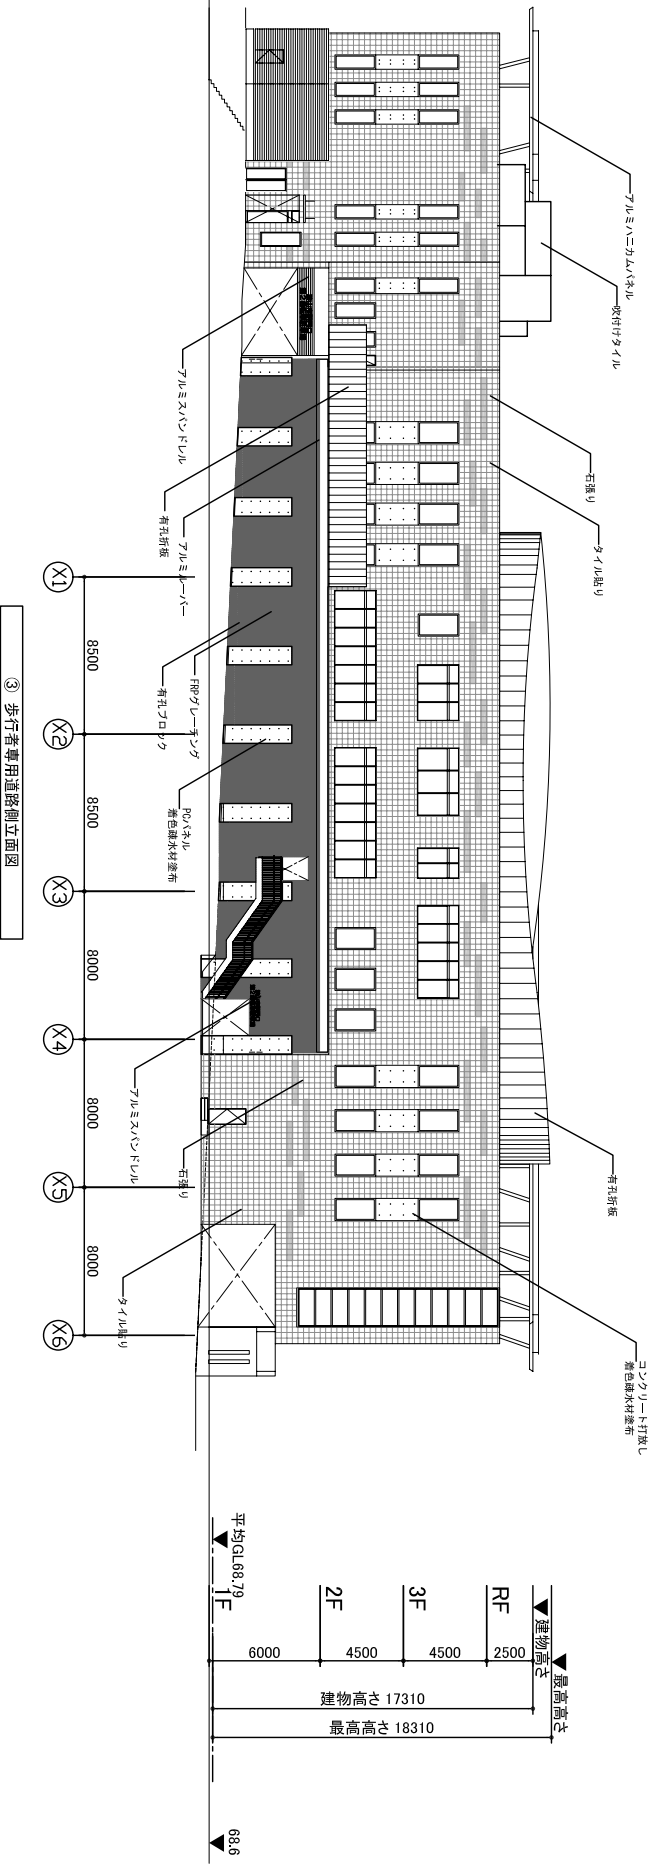 アルミハニカムパネル
吹付けタイル
石張り
タイル貼り
有孔折板
コンクリート打放し
着色疎水材塗布
アルミスパンドレル
有孔折板
アルミルーバー
FRPグレーチング
有孔ブロック
PCパネル
着色疎水材塗布
アルミスパンドレル
石張り
タイル貼り
X1
8500
X2
8500
X3
8000
X4
8000
X5
8000
X6
③ 歩行者専用道路側立面図
最高高さ
建物高さ
RF
2500
3F
4500
2F
4500
1F
6000
建物高さ 17310
最高高さ 18310
平均GL68.79
68.6